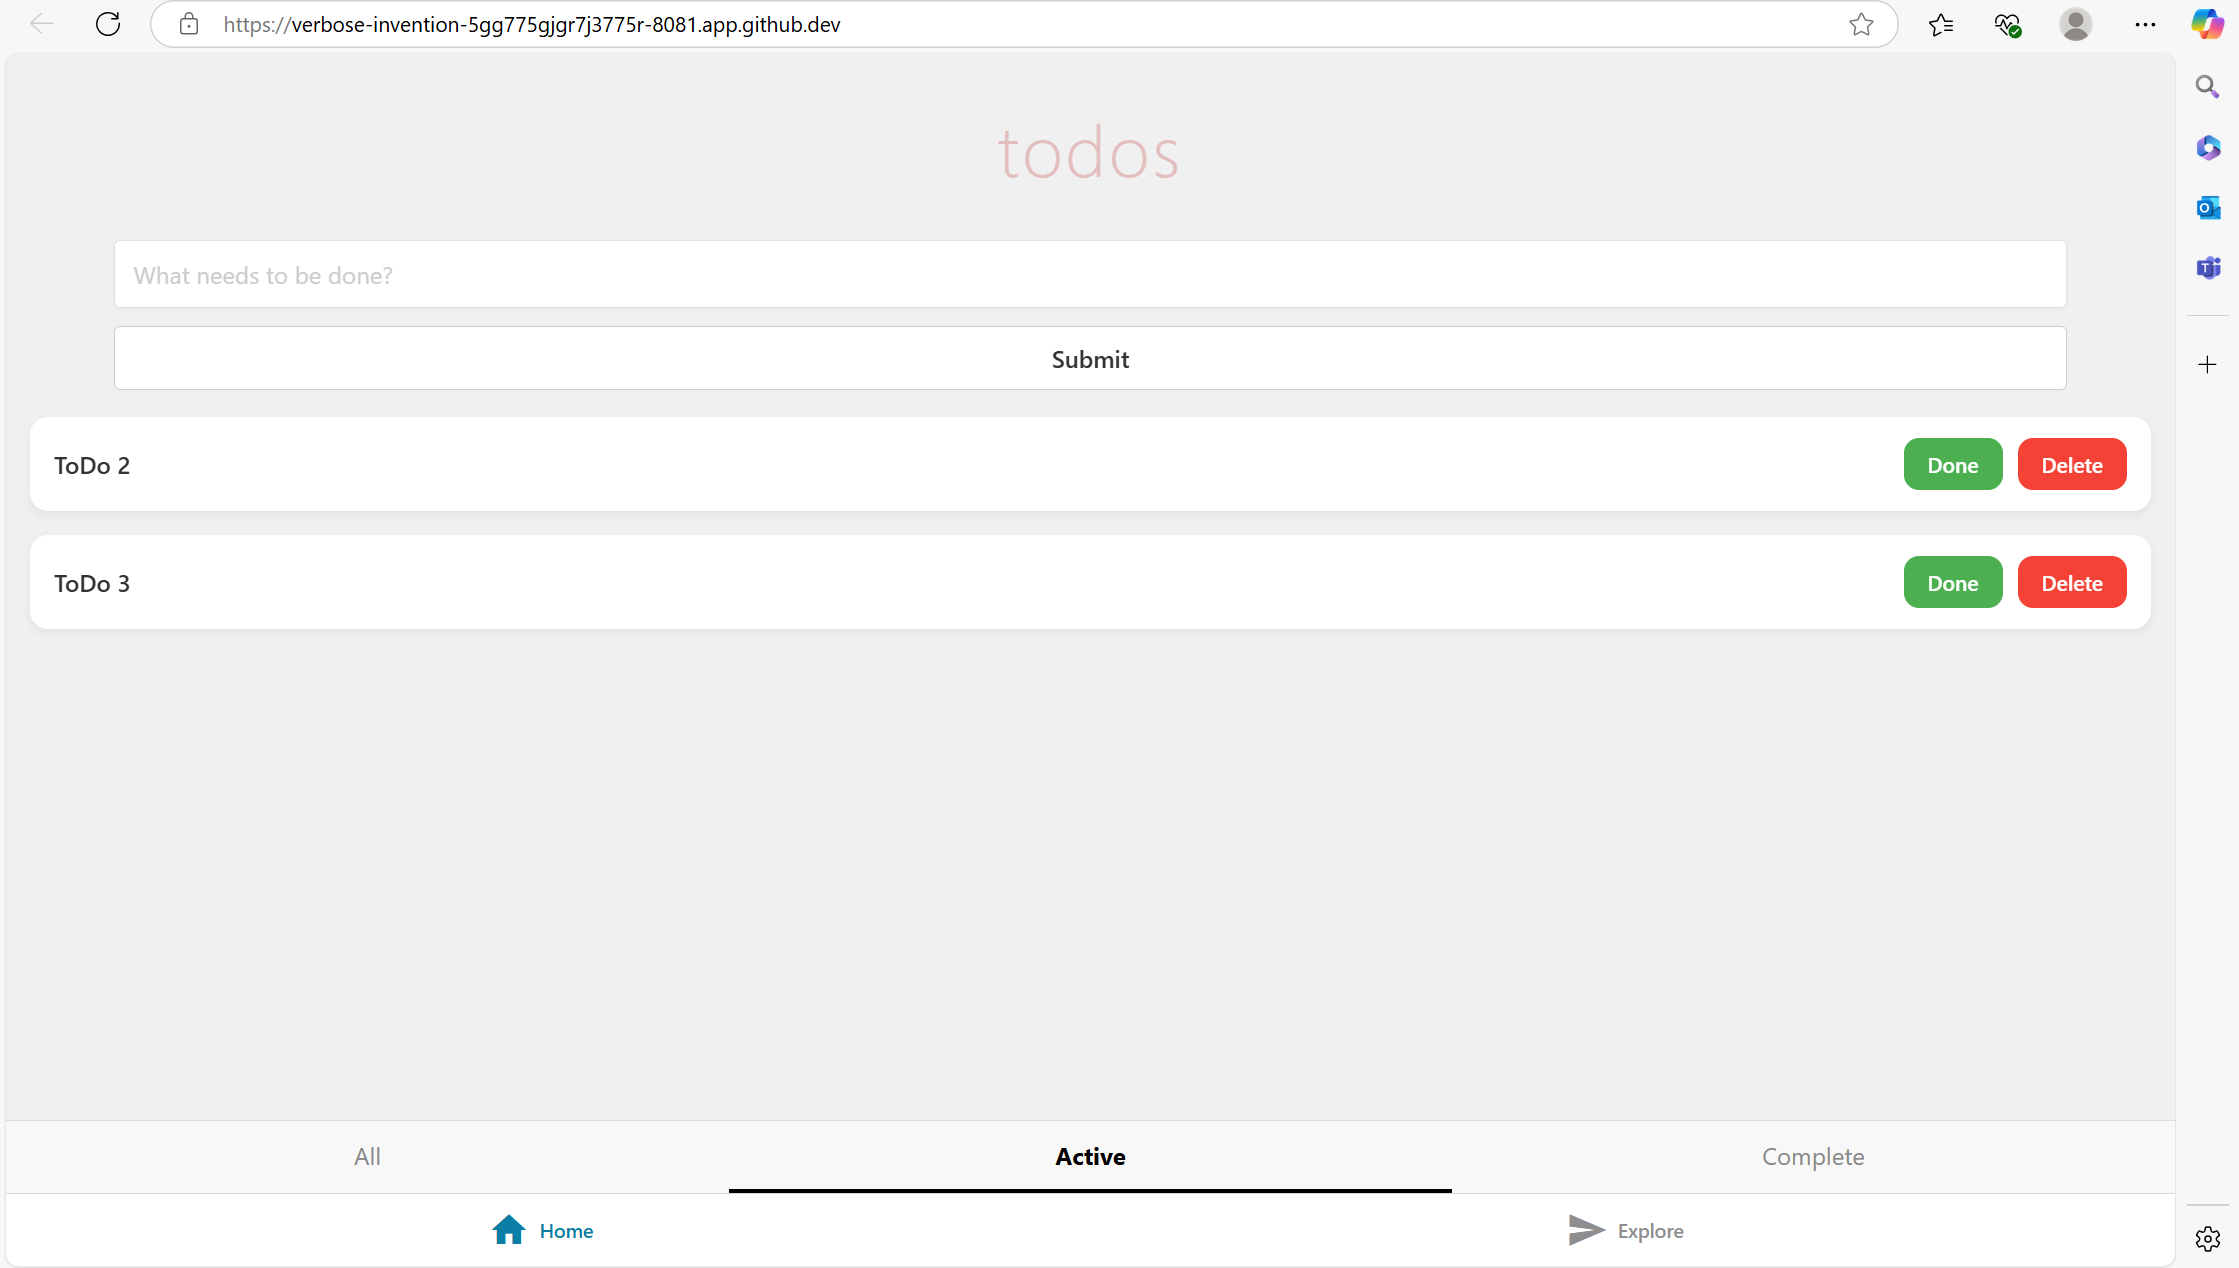 https://verbose-invention-5gg775gjgr7j3775r-8081.app.github.dev
todos
What needs to be done?
Submit
ToDo 2 Done Delete
ToDo 3 Done Delete
All Active Complete
Home Explore